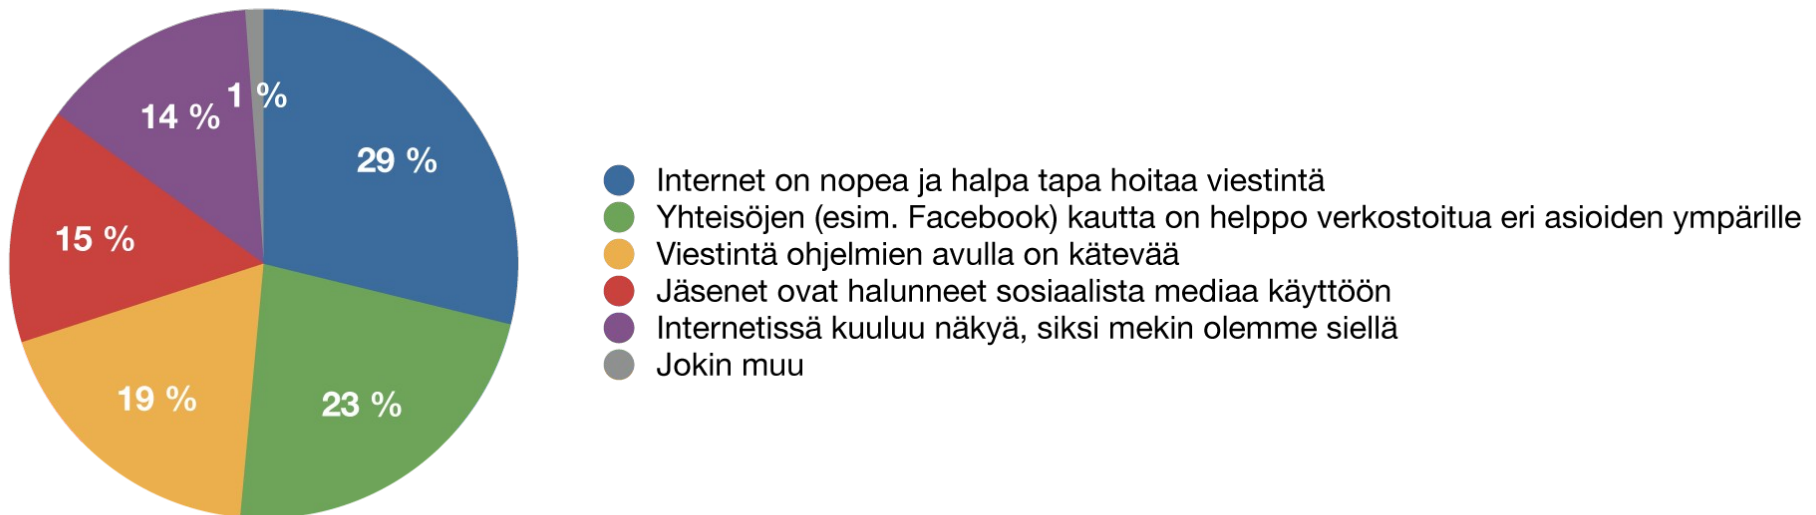 1 %
14 %
29 %
15 %
19 %
23 %
Internet on nopea ja halpa tapa hoitaa viestintä
Yhteisöjen (esim. Facebook) kautta on helppo verkostoitua eri asioiden ympärille
Viestintä ohjelmien avulla on kätevää
Jäsenet ovat halunneet sosiaalista mediaa käyttöön
Internetissä kuuluu näkyä, siksi mekin olemme siellä
Jokin muu